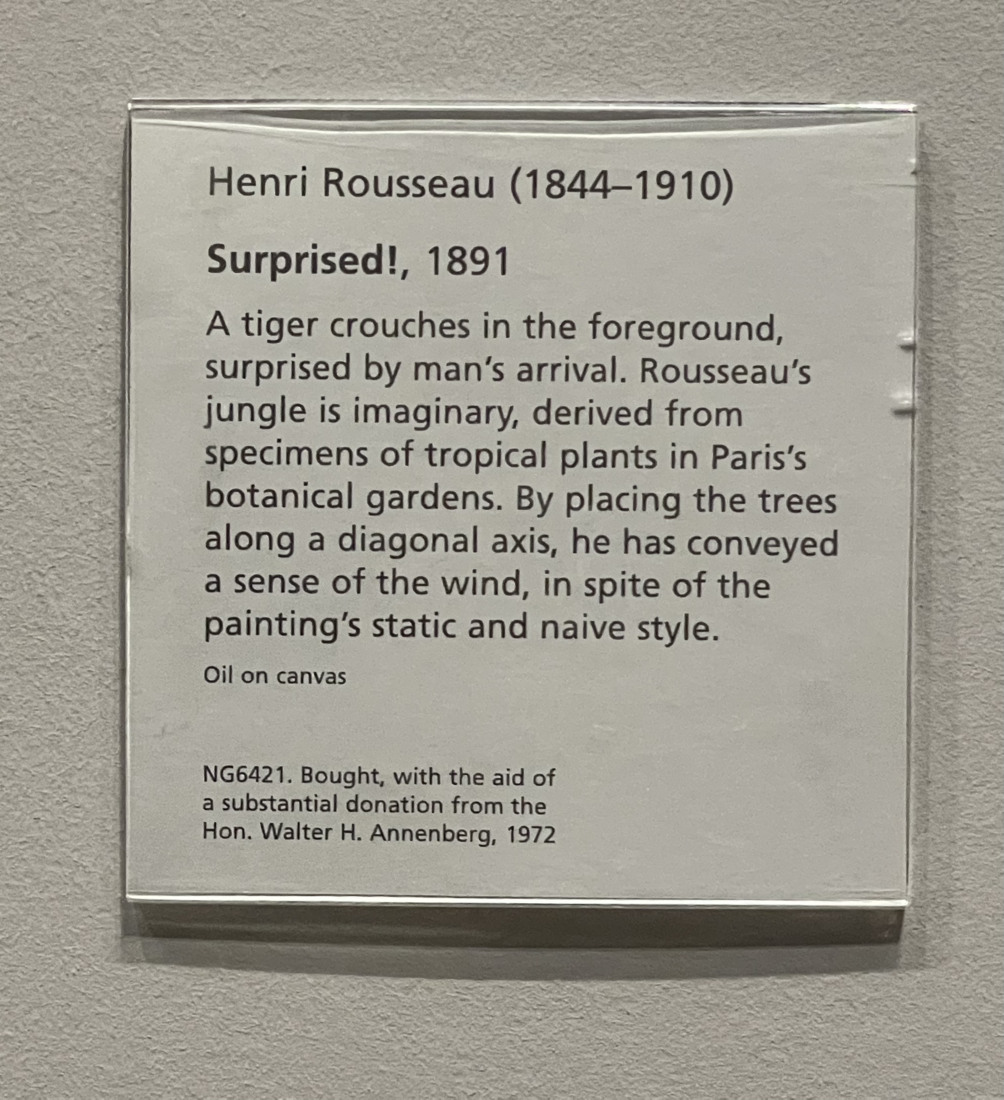 Henri Rousseau (1844–1910)
Surprised!, 1891
A tiger crouches in the foreground,
surprised by man’s arrival. Rousseau’s
jungle is imaginary, derived from
specimens of tropical plants in Paris’s
botanical gardens. By placing the trees
along a diagonal axis, he has conveyed
a sense of the wind, in spite of the
painting’s static and naive style.
Oil on canvas
NG6421. Bought, with the aid of
a substantial donation from the
Hon. Walter H. Annenberg, 1972